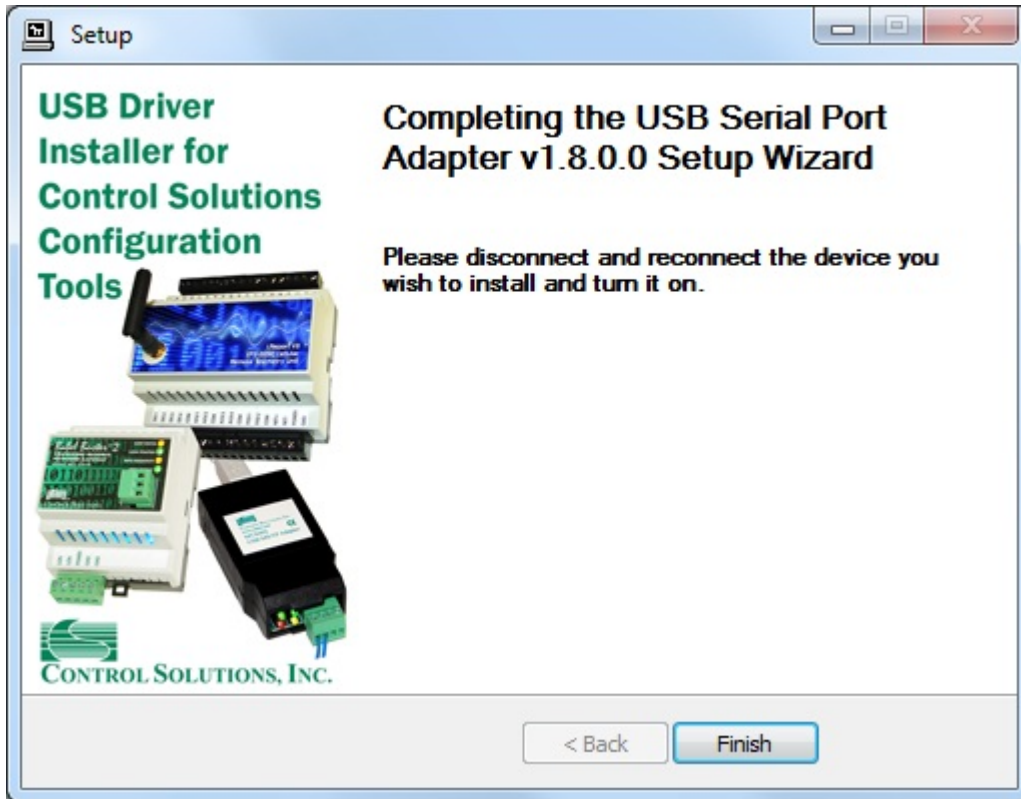 Setup
USB Driver
Installer for
Control Solutions
Configuration
Tools
Completing the USB Serial Port
Adapter v1.8.0.0 Setup Wizard
Please disconnect and reconnect the device you
wish to install and turn it on.
CONTROL SOLUTIONS, INC.
< Back
Finish